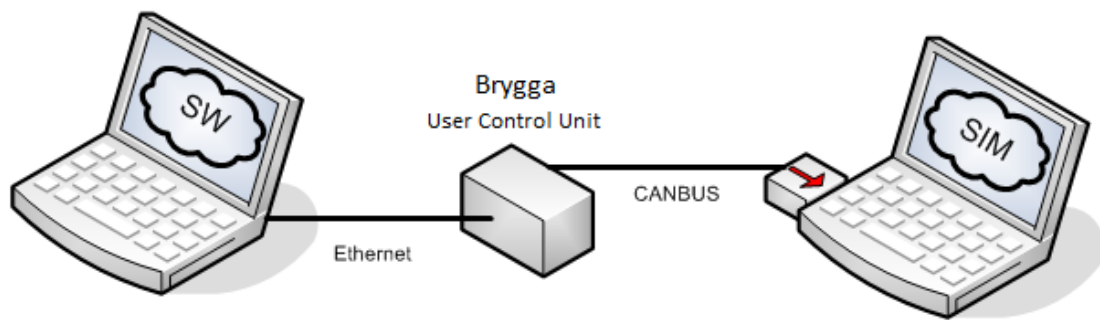 SW
Brygga
User Control Unit
SIM
CANBUS
Ethernet